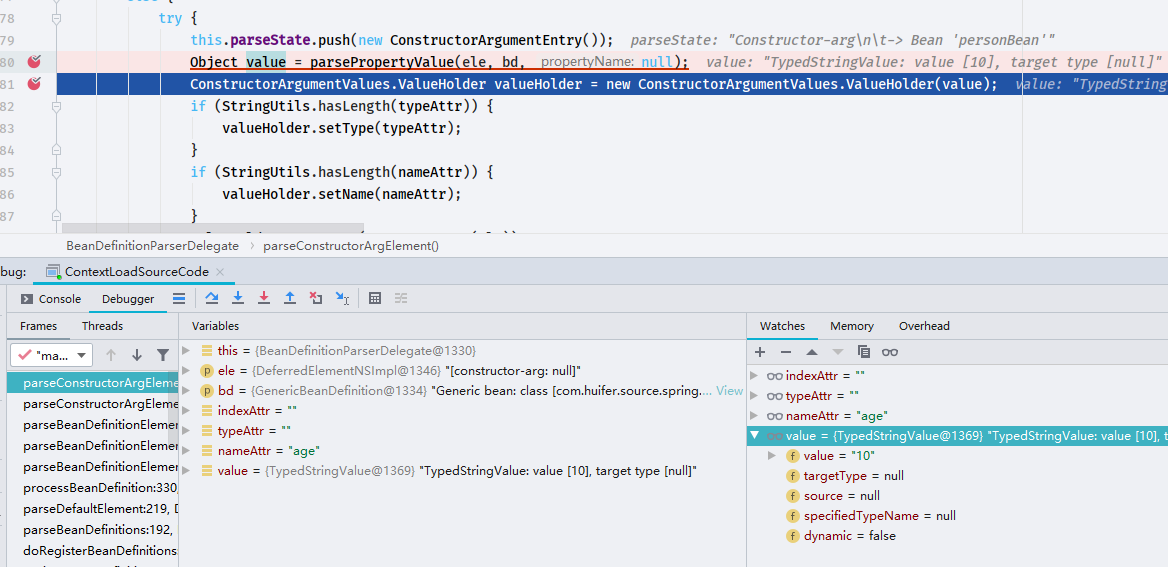 78 try {
79 this.parseState.push(new ConstructorArgumentEntry()); parseState: "Constructor-arg\n\t-> Bean 'personBean'"
80 Object value = parsePropertyValue(ele, bd, propertyName: null); value: "TypedStringValue: value [10], target type [null]"
81 ConstructorArgumentValues.ValueHolder valueHolder = new ConstructorArgumentValues.ValueHolder(value); value: "TypedString
82 if (StringUtils.hasLength(typeAttr)) {
83 valueHolder.setType(typeAttr);
84 }
85 if (StringUtils.hasLength(nameAttr)) {
86 valueHolder.setName(nameAttr);
87 }
BeanDefinitionParserDelegate › parseConstructorArgElement()
bug: ContextLoadSourceCode ×
Console Debugger
Frames Threads
"ma...
parseConstructorArgEleme
parseConstructorArgEleme
parseBeanDefinitionElemer
parseBeanDefinitionElemer
parseBeanDefinitionElemer
processBeanDefinition:330,
parseDefaultElement:219, D
parseBeanDefinitions:192,
doRegisterBeanDefinitions
Variables
this = {BeanDefinitionParserDelegate@1330}
ele = {DeferredElementNSImpl@1346} "[constructor-arg: null]"
bd = {GenericBeanDefinition@1334} "Generic bean: class [com.huifer.source.spring.... View
indexAttr = ""
typeAttr = ""
nameAttr = "age"
value = {TypedStringValue@1369} "TypedStringValue: value [10], target type [null]"
Watches Memory Overhead
indexAttr = ""
typeAttr = ""
nameAttr = "age"
value = {TypedStringValue@1369} "TypedStringValue: value [10], t
value = "10"
targetType = null
source = null
specifiedTypeName = null
dynamic = false